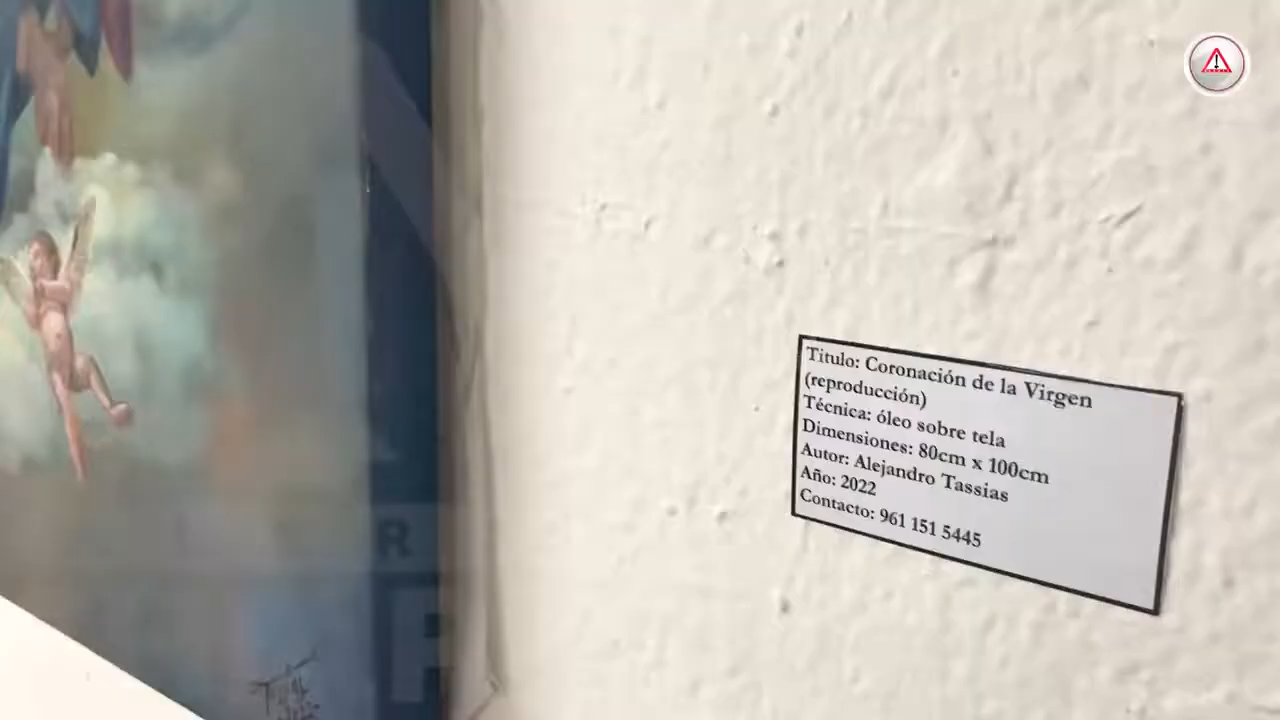 Titulo: Coronación de la Virgen
(reproducción)
Técnica: óleo sobre tela
Dimensiones: 80cm x 100cm
Autor: Alejandro Tassias
Año: 2022
Contacto: 961 151 5445
R